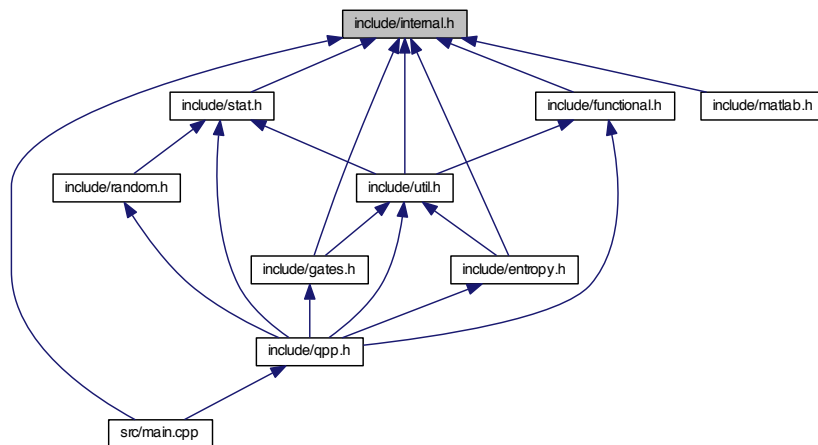 include/internal.h
include/stat.h
include/functional.h
include/matlab.h
include/random.h
include/util.h
include/gates.h
include/entropy.h
include/qpp.h
src/main.cpp